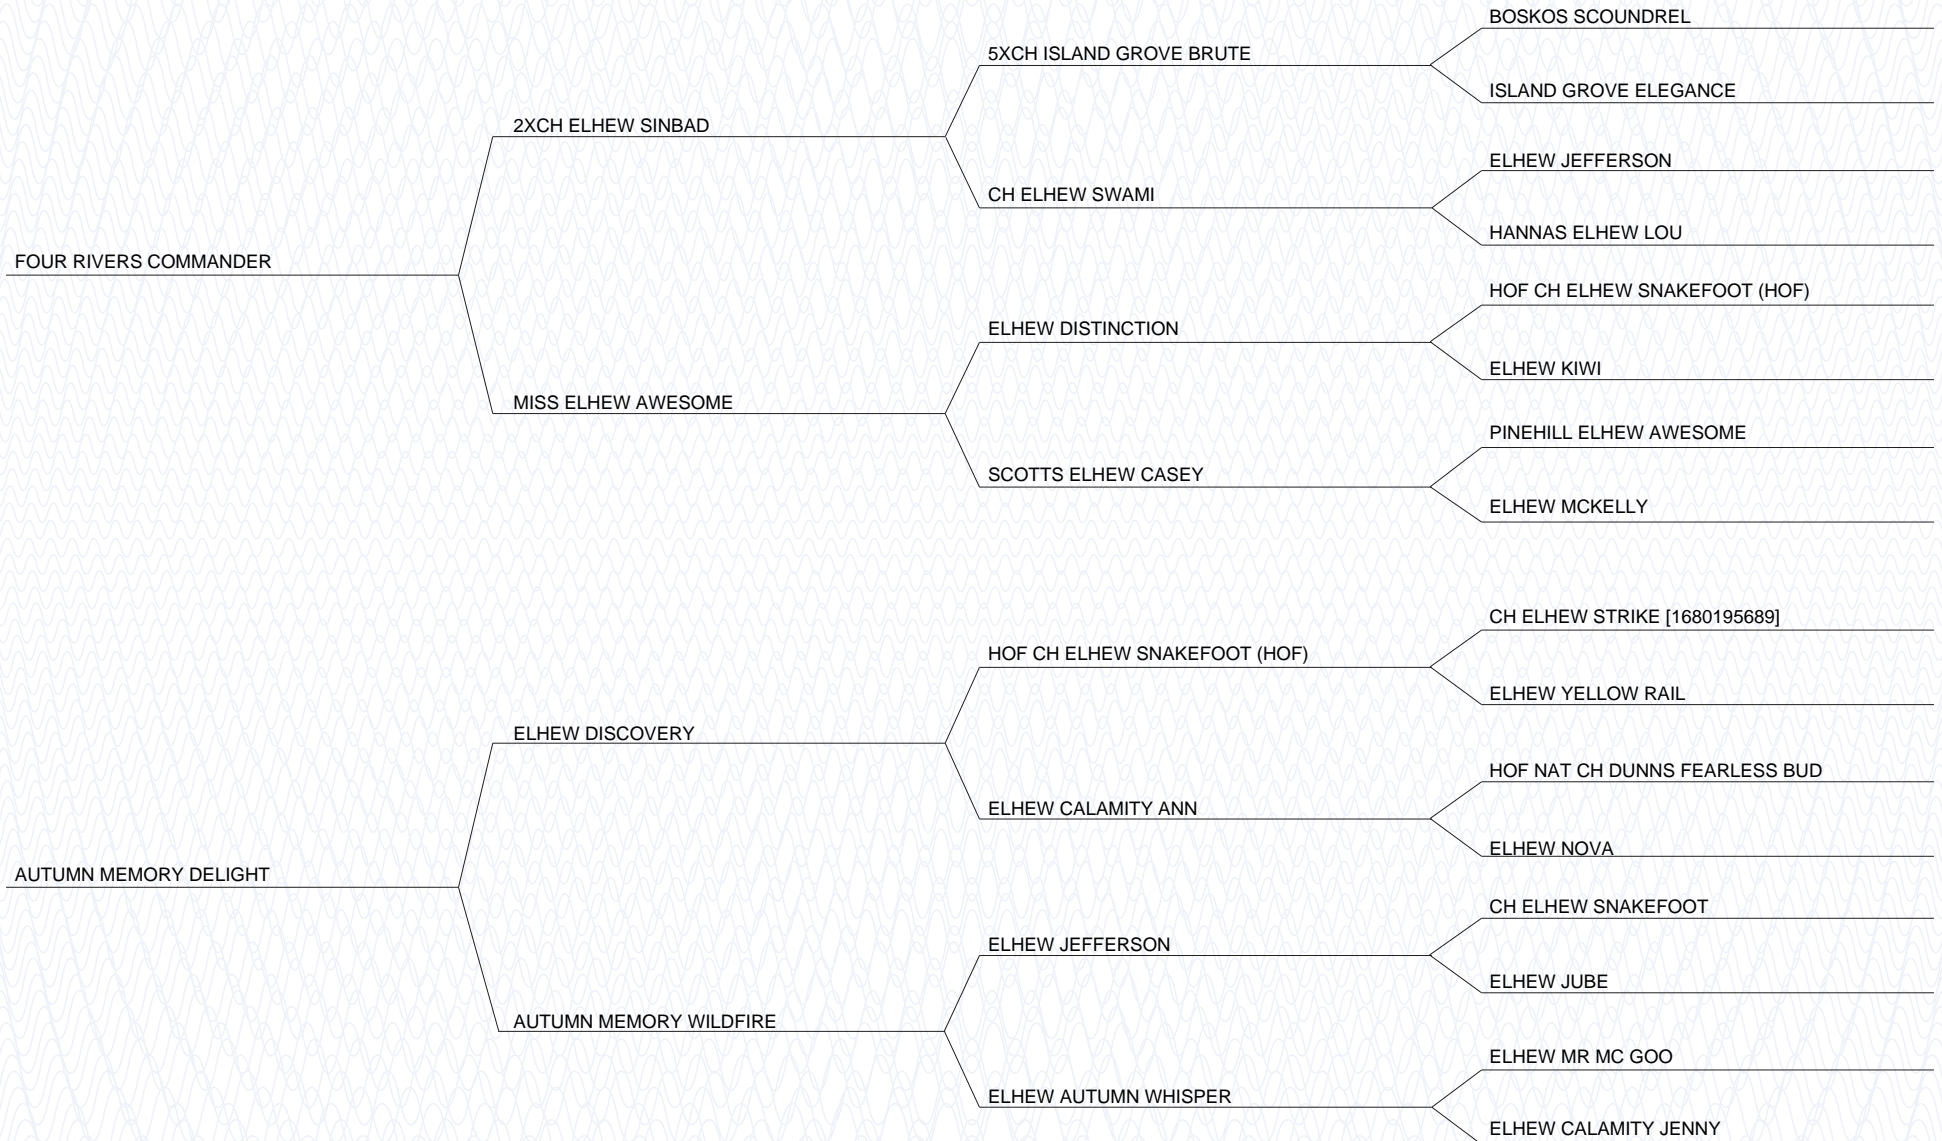 BOSKOS SCOUNDREL
5XCH ISLAND GROVE BRUTE
ISLAND GROVE ELEGANCE
2XCH ELHEW SINBAD
ELHEW JEFFERSON
CH ELHEW SWAMI
HANNAS ELHEW LOU
FOUR RIVERS COMMANDER
HOF CH ELHEW SNAKEFOOT (HOF)
ELHEW DISTINCTION
ELHEW KIWI
MISS ELHEW AWESOME
PINEHILL ELHEW AWESOME
SCOTTS ELHEW CASEY
ELHEW MCKELLY
CH ELHEW STRIKE [1680195689]
HOF CH ELHEW SNAKEFOOT (HOF)
ELHEW YELLOW RAIL
ELHEW DISCOVERY
HOF NAT CH DUNNS FEARLESS BUD
ELHEW CALAMITY ANN
ELHEW NOVA
AUTUMN MEMORY DELIGHT
CH ELHEW SNAKEFOOT
ELHEW JEFFERSON
ELHEW JUBE
AUTUMN MEMORY WILDFIRE
ELHEW MR MC GOO
ELHEW AUTUMN WHISPER
ELHEW CALAMITY JENNY